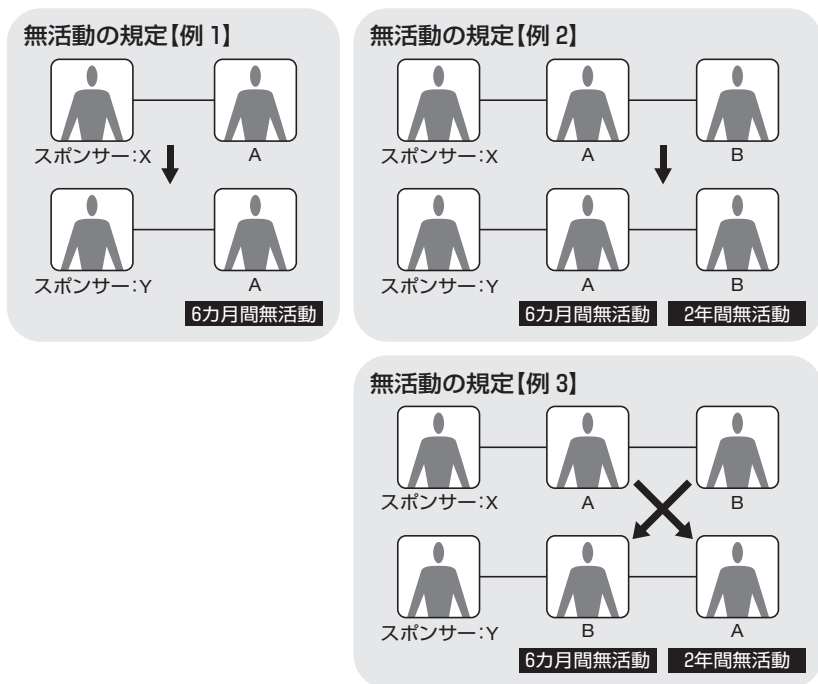 無活動の規定【例 1】
スポンサー:X
A
スポンサー:Y
A
6カ月間無活動
無活動の規定【例 2】
スポンサー:X
A
B
スポンサー:Y
A
B
6カ月間無活動
2年間無活動
無活動の規定【例 3】
スポンサー:X
A
B
スポンサー:Y
B
A
6カ月間無活動
2年間無活動